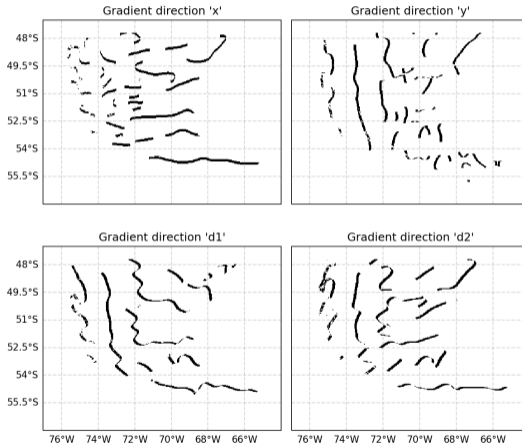 Gradient direction 'x'
Gradient direction 'y'
48°S
49.5°S
51°S
52.5°S
54°S
55.5°S
Gradient direction 'd1'
Gradient direction 'd2'
48°S
49.5°S
51°S
52.5°S
54°S
55.5°S
76°W 74°W 72°W 70°W 68°W 66°W
76°W 74°W 72°W 70°W 68°W 66°W